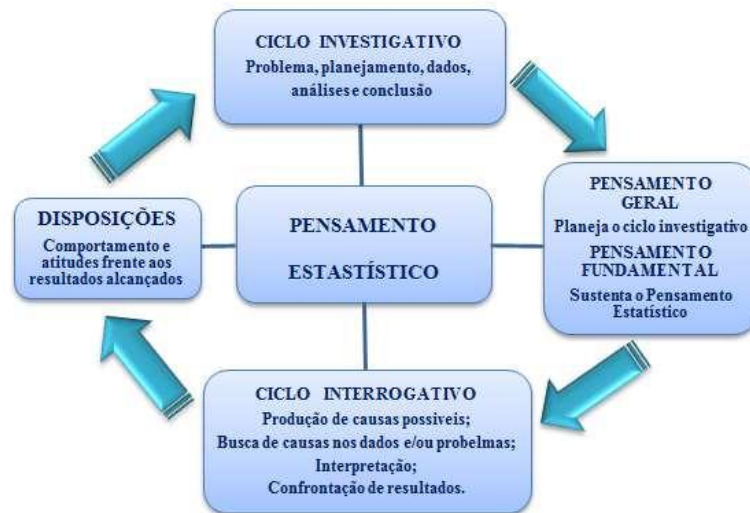 CICLO INVESTIGATIVO
Problema, planejamento, dados,
análises e conclusão
DISPOSIÇÕES
Comportamento e
atitudes frente aos
resultados alcançados
PENSAMENTO
ESTASTÍSTICO
PENSAMENTO
GERAL
Planeja o ciclo investigativo
PENSAMENTO
FUNDAMENTAL
Sustenta o Pensamento
Estatístico
CICLO INTERROGATIVO
Produção de causas possiveis;
Busca de causas nos dados e/ou probelmas;
Interpretação;
Confrontação de resultados.